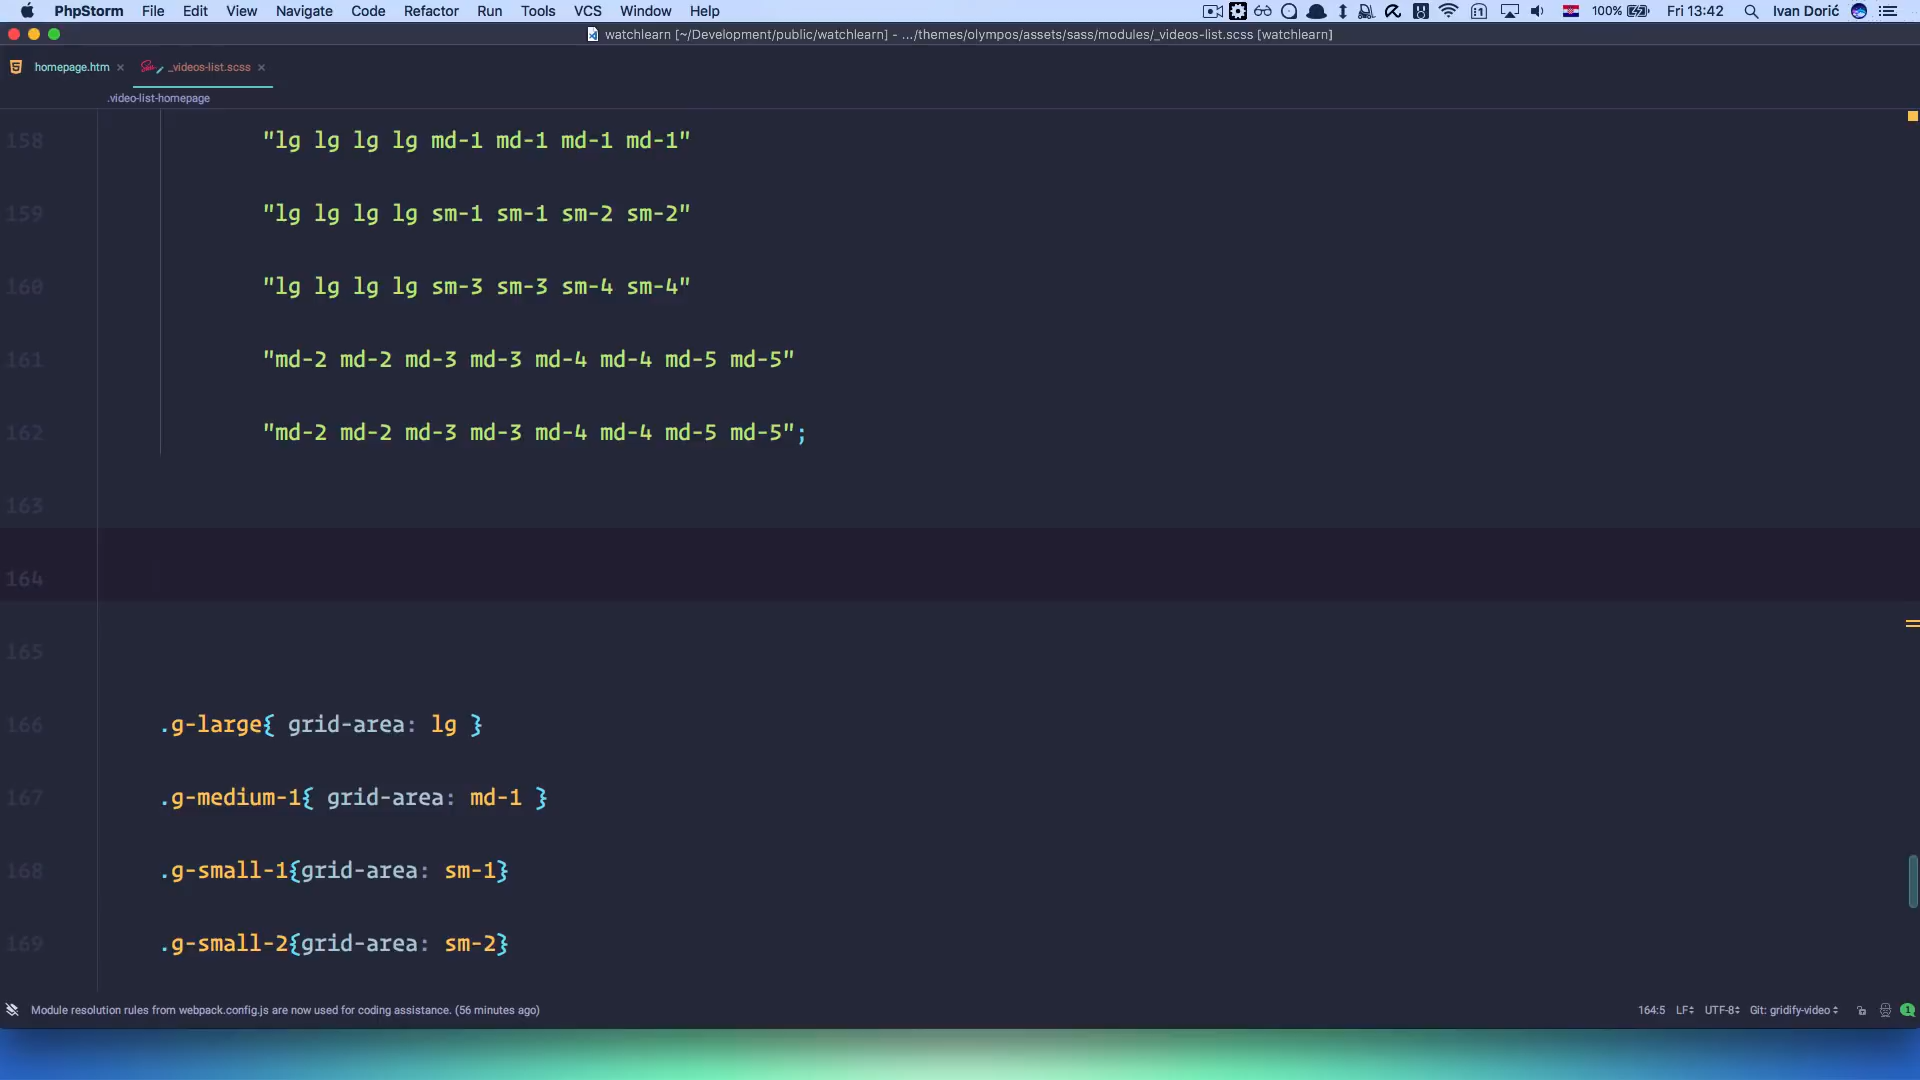 PhpStorm File Edit View Navigate Code Refactor Run Tools VCS Window Help 100% Fri 13:42 Ivan Dorić
watchlearn [~/Development/public/watchlearn] - .../themes/olympos/assets/sass/modules/_videos-list.scss [watchlearn]
homepage.htm × _videos-list.scss ×
.video-list-homepage
158 "lg lg lg lg md-1 md-1 md-1 md-1"
159 "lg lg lg lg sm-1 sm-1 sm-2 sm-2"
160 "lg lg lg lg sm-3 sm-3 sm-4 sm-4"
161 "md-2 md-2 md-3 md-3 md-4 md-4 md-5 md-5"
162 "md-2 md-2 md-3 md-3 md-4 md-4 md-5 md-5";
163
164
165
166 .g-large{ grid-area: lg }
167 .g-medium-1{ grid-area: md-1 }
168 .g-small-1{grid-area: sm-1}
169 .g-small-2{grid-area: sm-2}
Module resolution rules from webpack.config.js are now used for coding assistance. (56 minutes ago) 164:5 LF UTF-8 Git: gridify-video 1